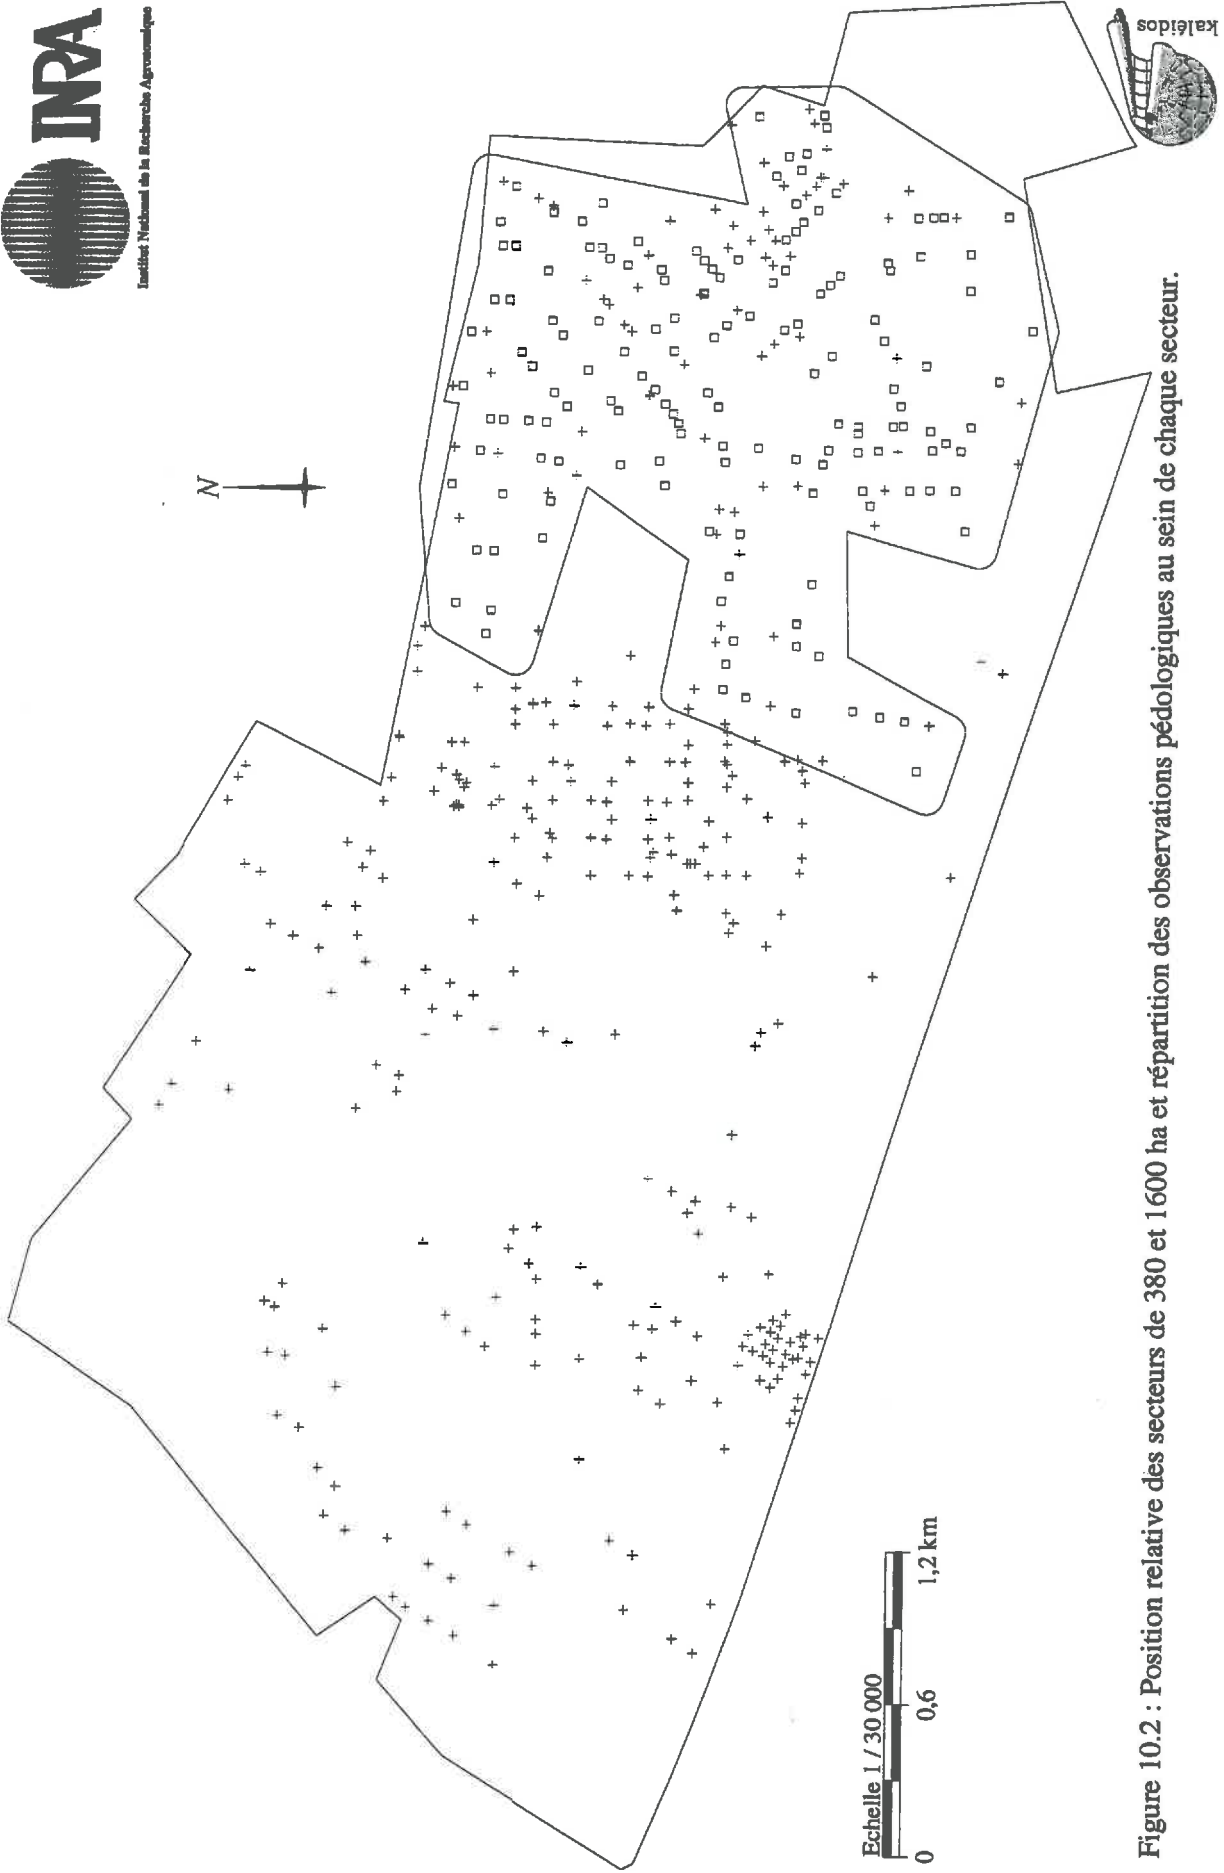 INRA
Institut National de la Recherche Agronomique
N
Echelle 1 / 30 000
0 0,6 1,2 km
kaléidos
Figure 10.2 : Position relative des secteurs de 380 et 1600 ha et répartition des observations pédologiques au sein de chaque secteur.